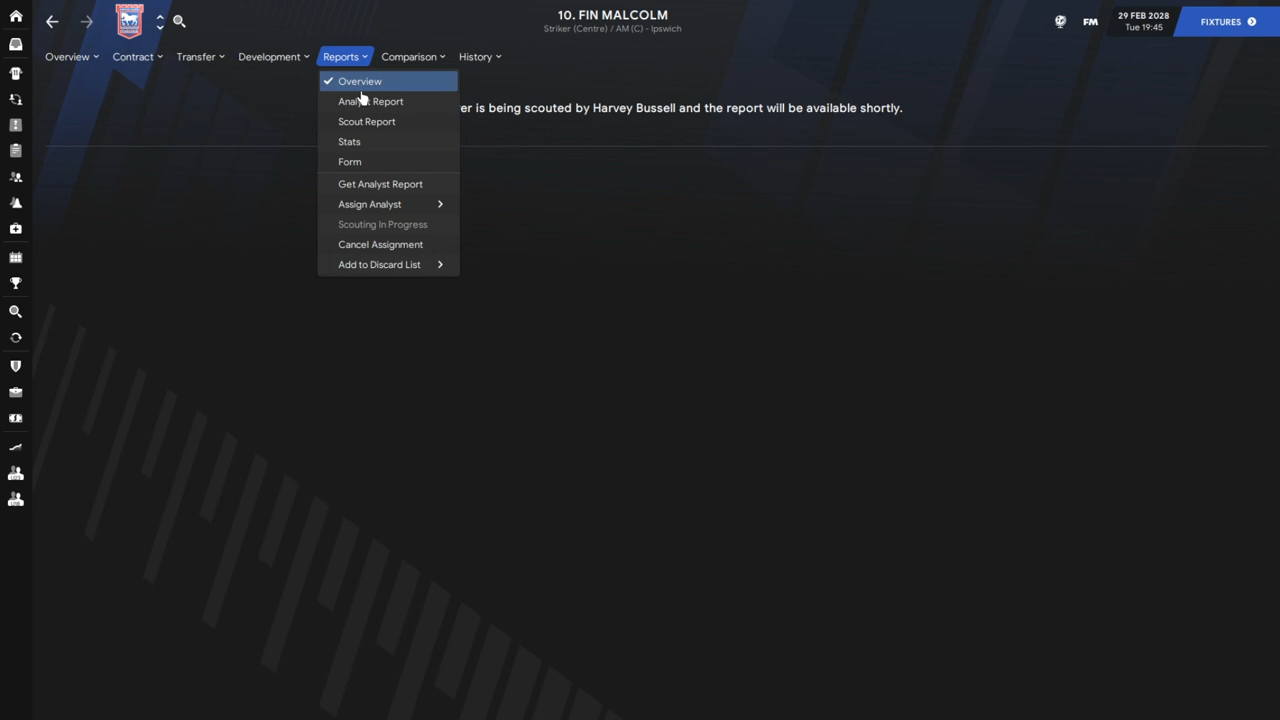 10. FIN MALCOLM
Striker (Centre) / AM (C) - Ipswich
FM
29 FEB 2028
Tue 19:45
FIXTURES
Overview
Contract
Transfer
Development
Reports
Comparison
History
Overview
er is being scouted by Harvey Bussell and the report will be available shortly.
Analyst Report
Scout Report
Stats
Form
Get Analyst Report
Assign Analyst
Scouting In Progress
Cancel Assignment
Add to Discard List